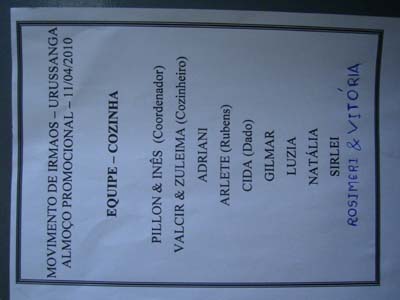 MOVIMENTO DE IRMAOS – URUSSANGA
ALMOÇO PROMOCIONAL – 11/04/2010
EQUIPE – COZINHA
PILLON & INÊS (Coordenador)
VALCIR & ZULEIMA (Cozinheiro)
ADRIANI
ARLETE (Rubens)
CIDA (Dado)
GILMAR
LUZIA
NATÁLIA
SIRLEI
ROSIMERI & VITÓRIA